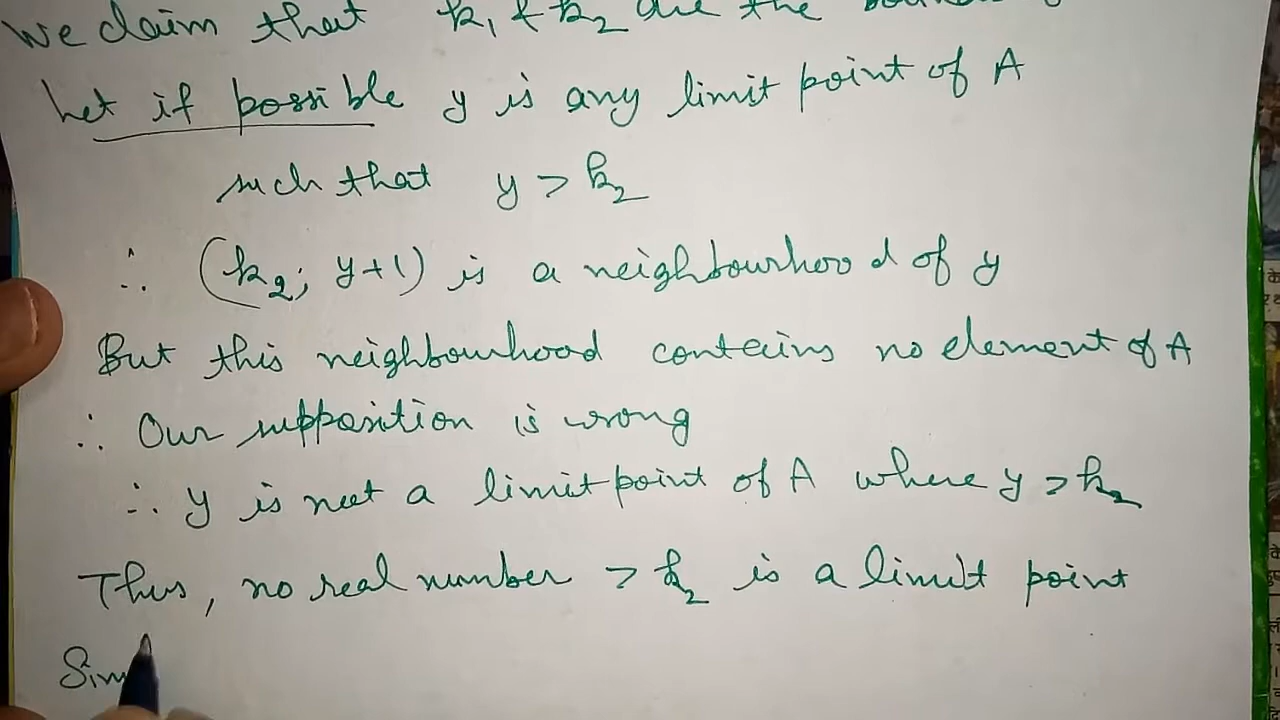 We claim that k₁ & k₂ are the
Let if possible y is any limit point of A
such that y > k₂
∴ (k₂, y+1) is a neighbourhood of y
But this neighbourhood contains no element of A
∴ Our supposition is wrong
∴ y is not a limit point of A where y > k₂
Thus, no real number > k₂ is a limit point
Sim